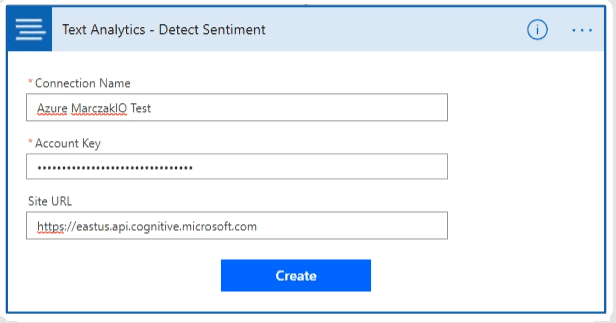 Text Analytics - Detect Sentiment
*Connection Name
Azure MarczakIO Test
*Account Key
••••••••••••••••••••••••••••••••
Site URL
https://eastus.api.cognitive.microsoft.com
Create